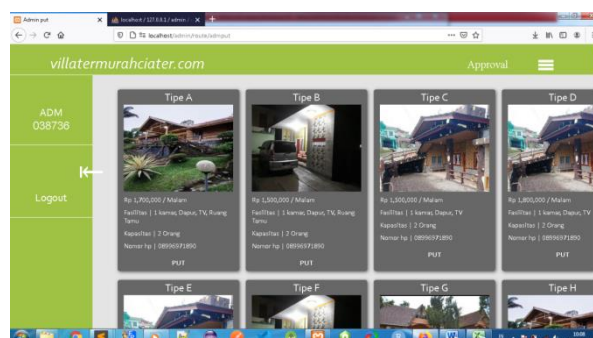 Admin put
localhost / 127.0.0.1 / admin /
localhost/admin/route/admput
villatermurahciater.com
Approval
ADM
038736
Logout
Tipe A
Rp 1,700,000 / Malam
Fasilitas | 1 kamar, Dapur, TV, Ruang
Tamu
Kapasitas | 2 Orang
Nomor hp | 08996971890
PUT
Tipe B
Rp 1,500,000 / Malam
Fasilitas | 1 kamar, Dapur, TV, Ruang
Tamu
Kapasitas | 2 Orang
Nomor hp | 08996971890
PUT
Tipe C
Rp 1,500,000 / Malam
Fasilitas | 1 kamar, Dapur, TV
Kapasitas | 2 Orang
Nomor hp | 08996971890
PUT
Tipe D
Rp 1,800,000 / Malam
Fasilitas | 1 kamar, Dapur, TV
Kapasitas | 2 Orang
Nomor hp | 08996971890
PUT
Tipe E
Tipe F
Tipe G
Tipe H